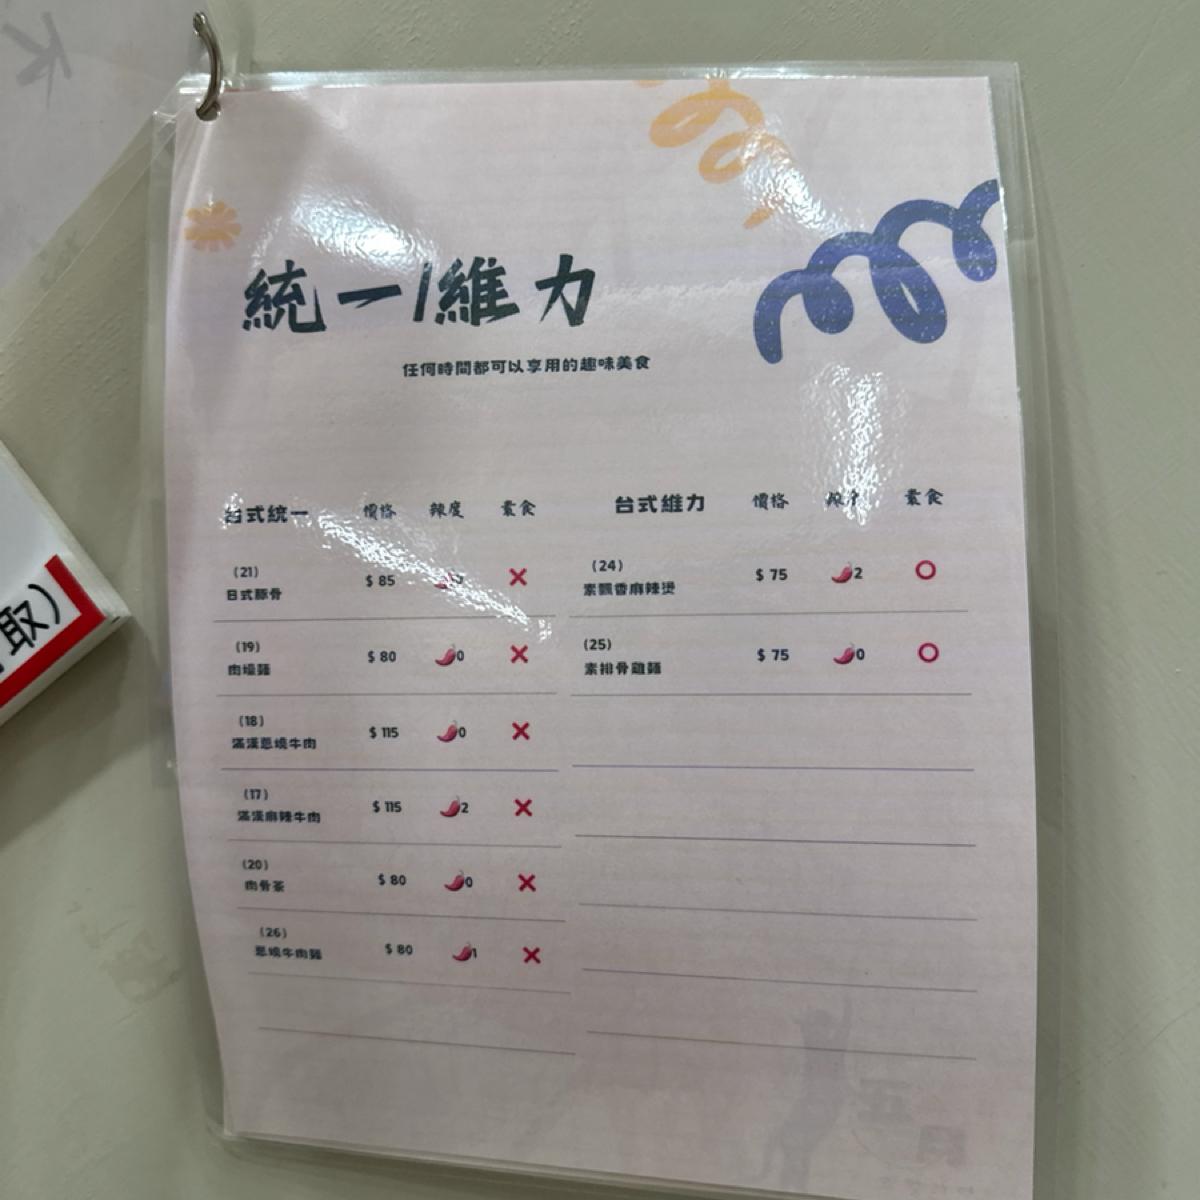 統一/維力
任何時間都可以享用的趣味美食
台式統一 價格 辣度 素食
(21)
日式豚骨 $ 85 ✕
(19)
肉燥麵 $ 80 0 ✕
(18)
滿漢蔥燒牛肉 $ 115 0 ✕
(17)
滿漢麻辣牛肉 $ 115 2 ✕
(20)
肉骨茶 $ 80 0 ✕
(26)
蔥燒牛肉麵 $ 80 1 ✕
台式維力 價格 素食
(24)
素飄香麻辣燙 $ 75 2 O
(25)
素排骨雞麵 $ 75 0 O
取)